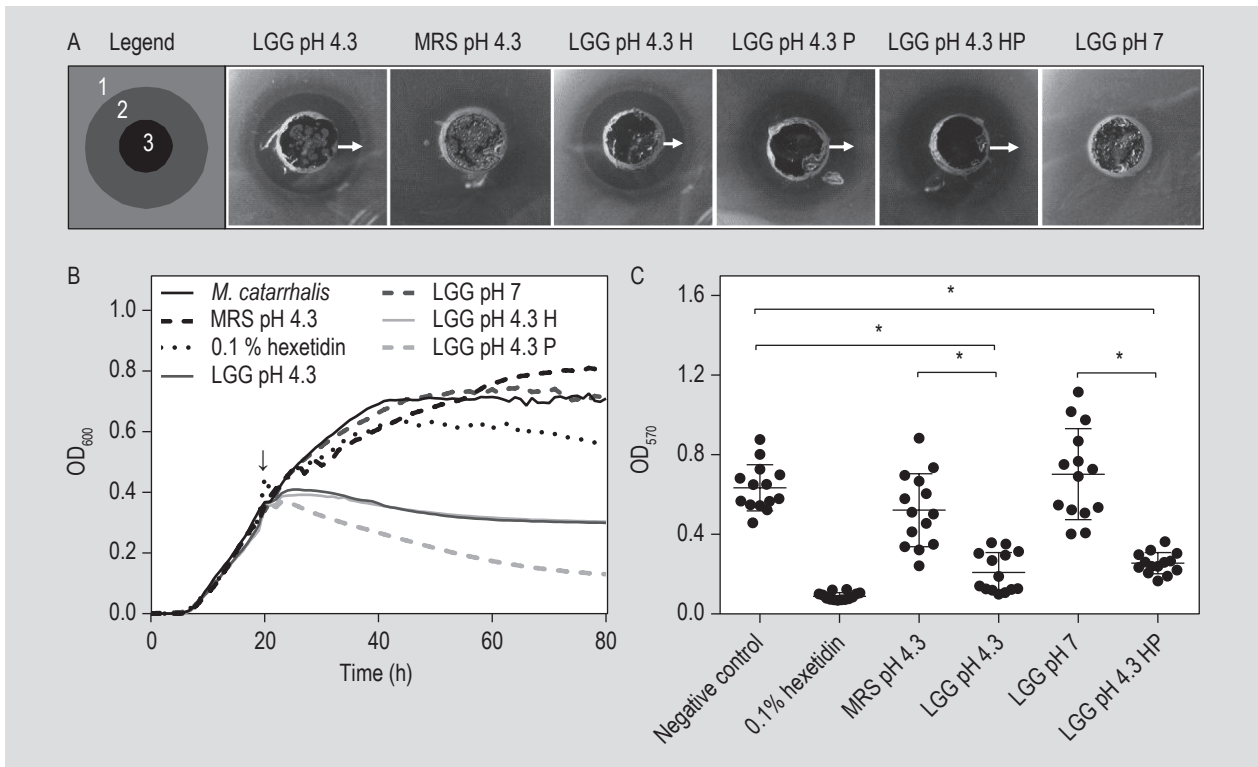 A Legend LGG pH 4.3 MRS pH 4.3 LGG pH 4.3 H LGG pH 4.3 P LGG pH 4.3 HP LGG pH 7
1
2
3
B
OD600
1.0
0.8
0.6
0.4
0.2
0.0
M. catarrhalis
MRS pH 4.3
0.1 % hexetidin
LGG pH 4.3
LGG pH 7
LGG pH 4.3 H
LGG pH 4.3 P
↓
0 20 40 60 80
Time (h)
C
OD570
1.6
1.2
0.8
0.4
0.0
*
*
* *
Negative control
0.1% hexetidin
MRS pH 4.3
LGG pH 4.3
LGG pH 7
LGG pH 4.3 HP